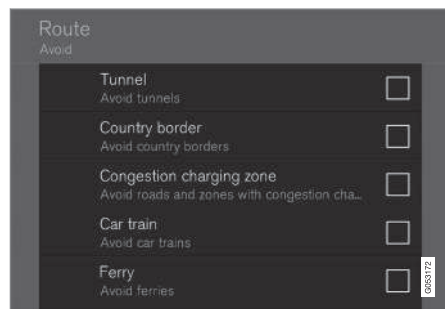 Route
Avoid
Tunnel
Avoid tunnels
Country border
Avoid country borders
Congestion charging zone
Avoid roads and zones with congestion cha...
Car train
Avoid car trains
Ferry
Avoid ferries
G053172